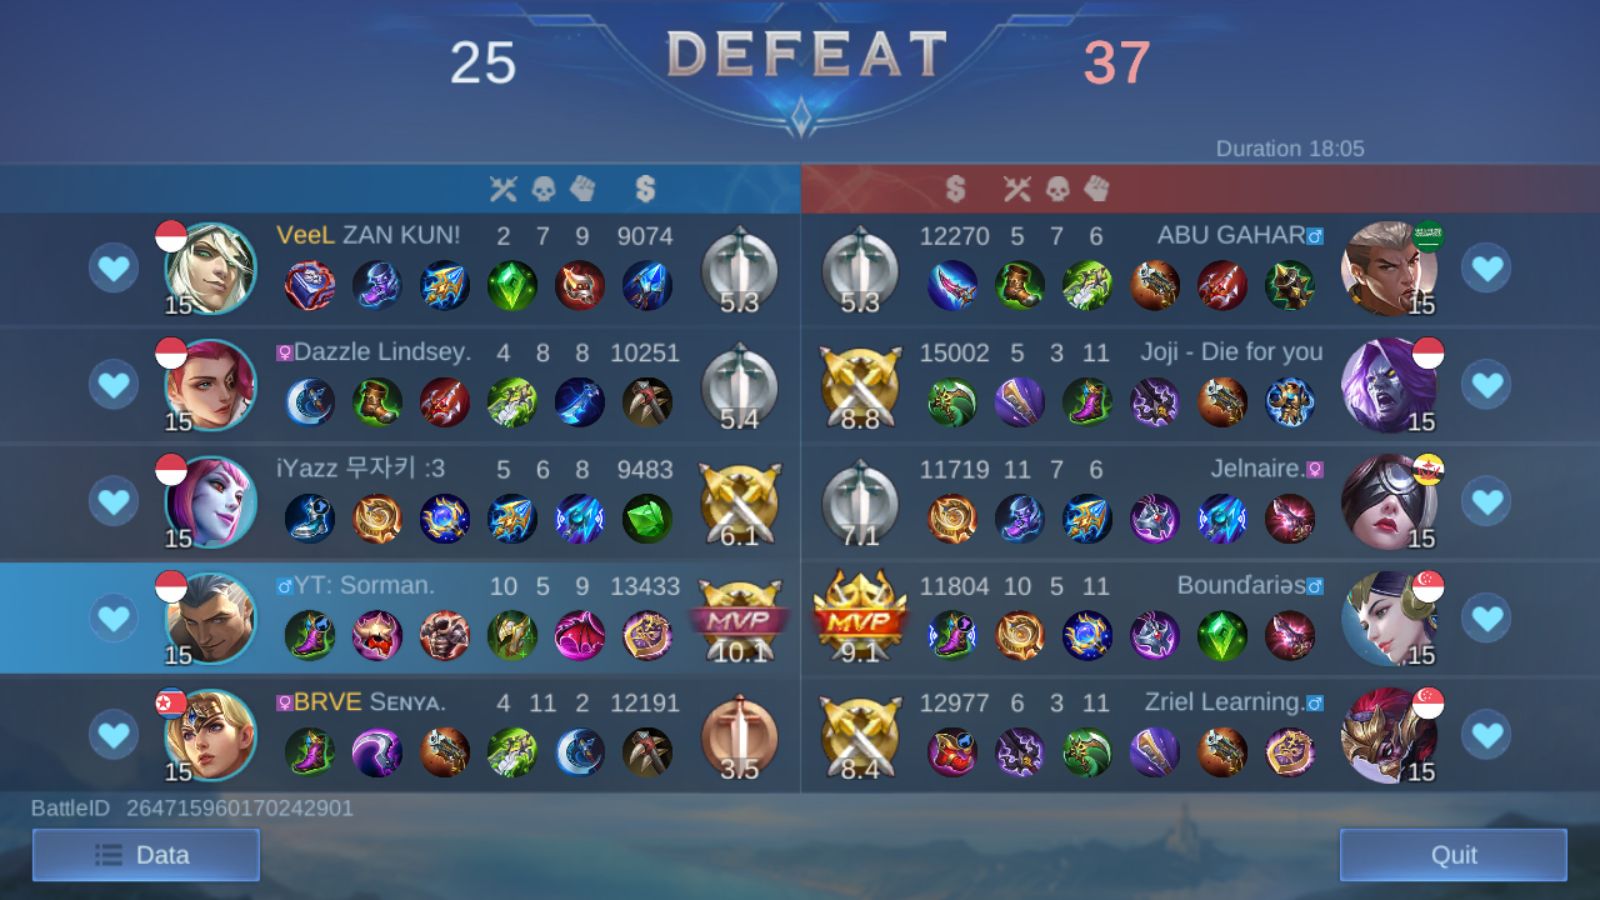 25 DEFEAT 37
Duration 18:05
VeeL ZAN KUN! 2 7 9 9074
15 5.3
12270 5 7 6 ABU GAHAR
5.3 15
Dazzle Lindsey. 4 8 8 10251
15 5.4
15002 5 3 11 Joji - Die for you
8.8 15
iYazz 무자키 :3 5 6 8 9483
15 6.1
11719 11 7 6 Jelnaire.
7.1 15
YT: Sorman. 10 5 9 13433
15 MVP 10.1
11804 10 5 11 Bounɗariəs
MVP 9.1 15
BRVE Sᴇɴʏᴀ. 4 11 2 12191
15 3.5
12977 6 3 11 Zriel Learning.
8.4 15
BattleID 264715960170242901
Data
Quit